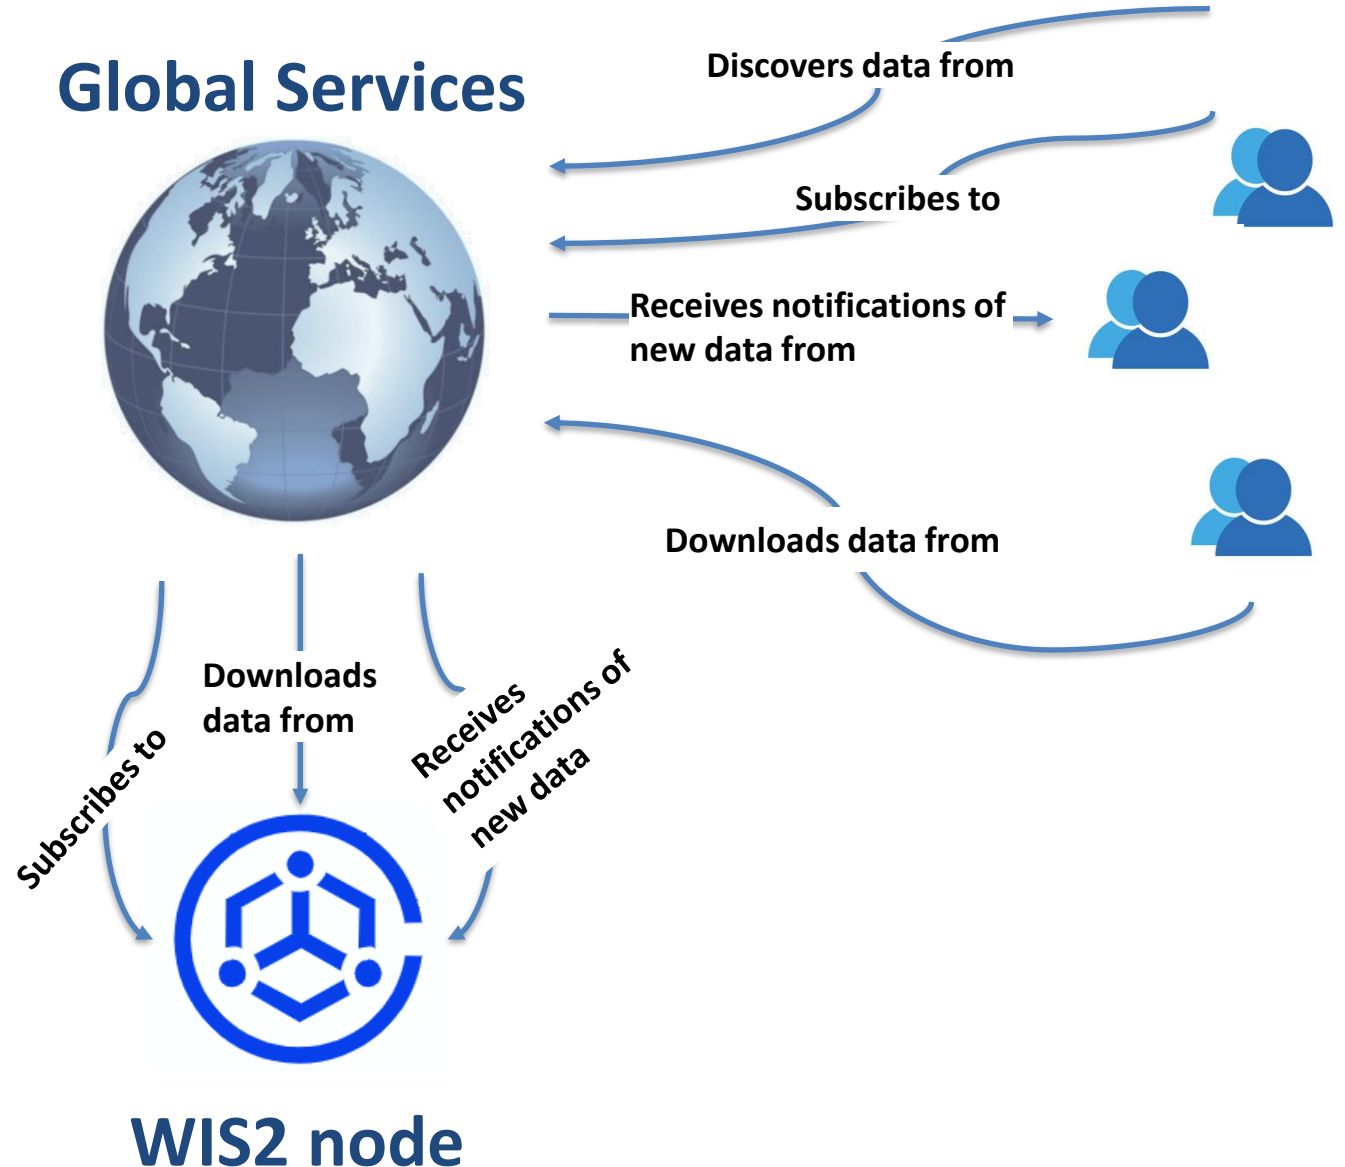 Global Services
Discovers data from
Subscribes to
Receives notifications of
new data from
Downloads data from
Subscribes to
Downloads
data from
Receives
notifications of
new data
WIS2 node